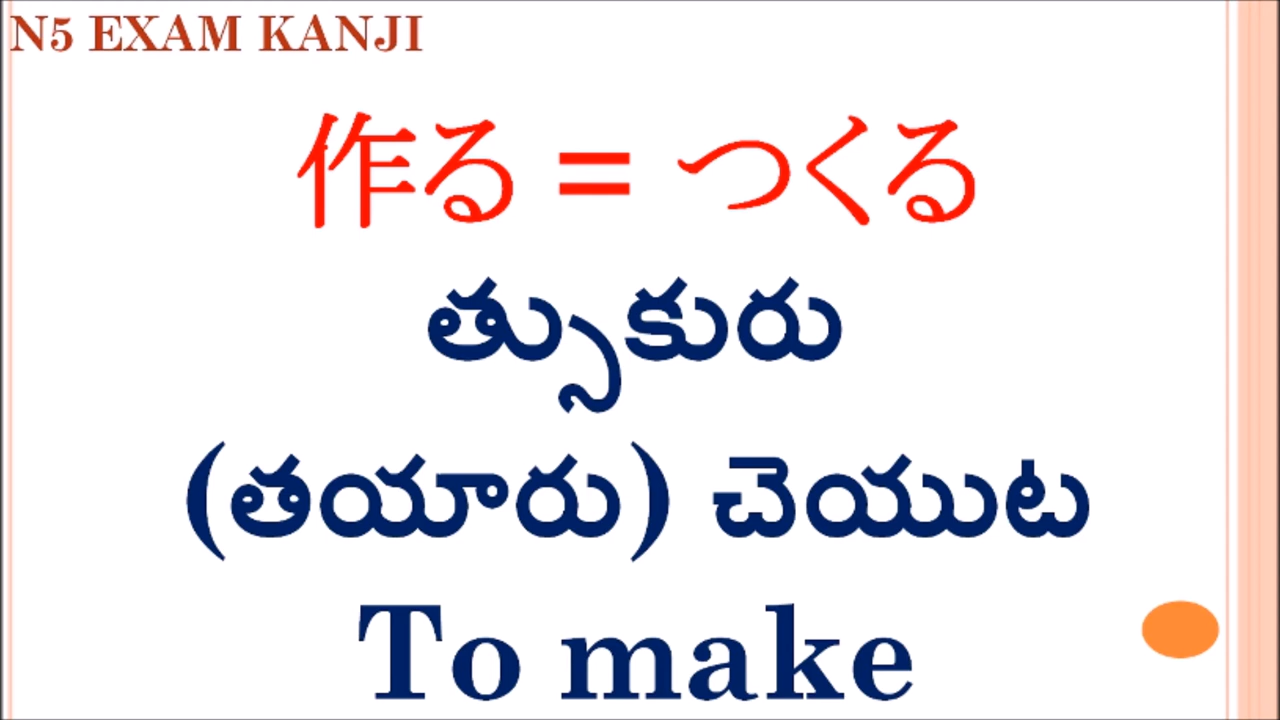 N5 EXAM KANJI
作る = つくる
త్సుకురు
(తయారు) చెయుట
To make